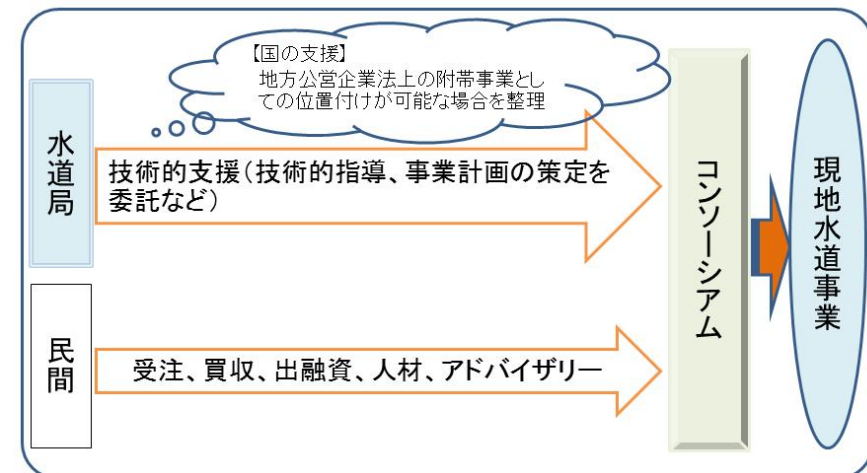 【国の支援】
地方公営企業法上の附帯事業とし
ての位置付けが可能な場合を整理
水道局
技術的支援(技術的指導、事業計画の策定を
委託など)
民間
受注、買収、出融資、人材、アドバイザリー
コンソーシアム
現地水道事業